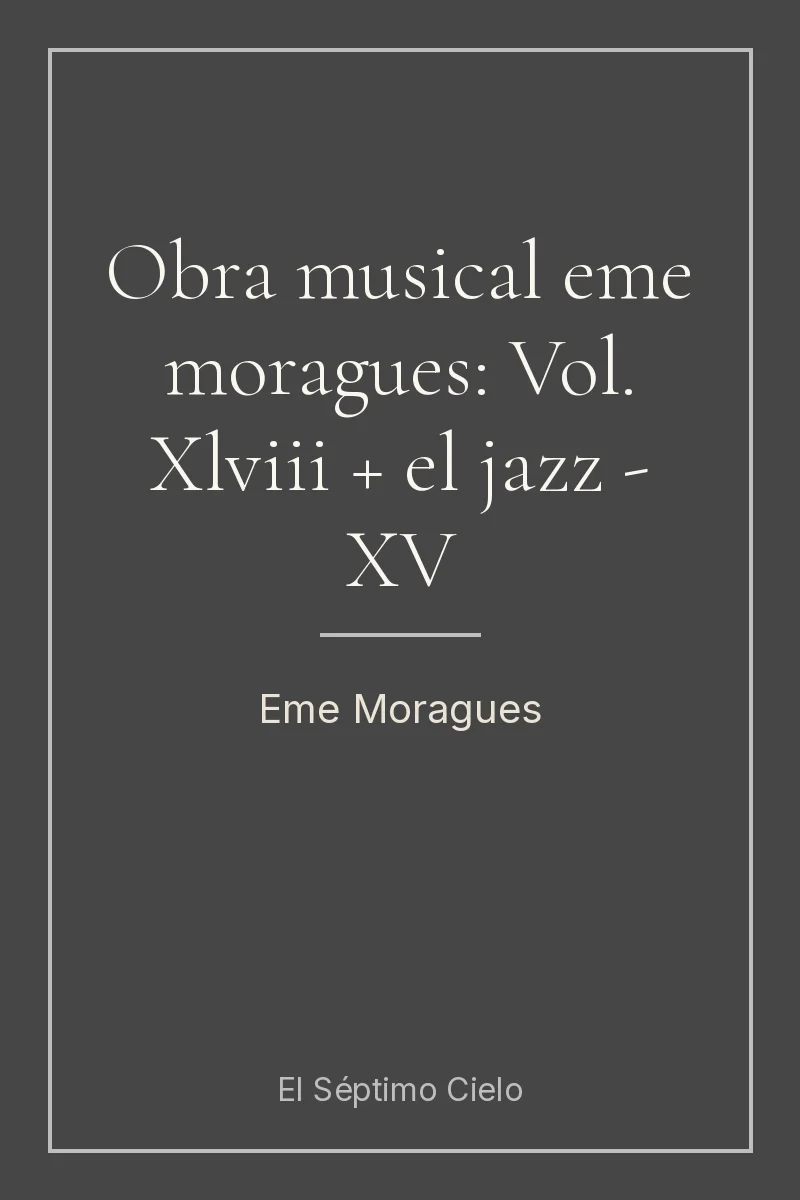 Obra musical eme
moragues: Vol.
Xlviii + el jazz -
XV
Eme Moragues
El Séptimo Cielo